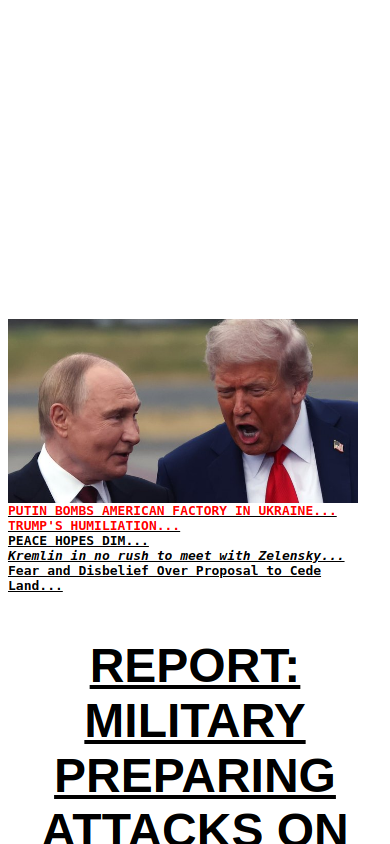 PUTIN BOMBS AMERICAN FACTORY IN UKRAINE...
TRUMP'S HUMILIATION...
PEACE HOPES DIM...
Kremlin in no rush to meet with Zelensky...
Fear and Disbelief Over Proposal to Cede
Land...
REPORT:
MILITARY
PREPARING
ATTACKS ON